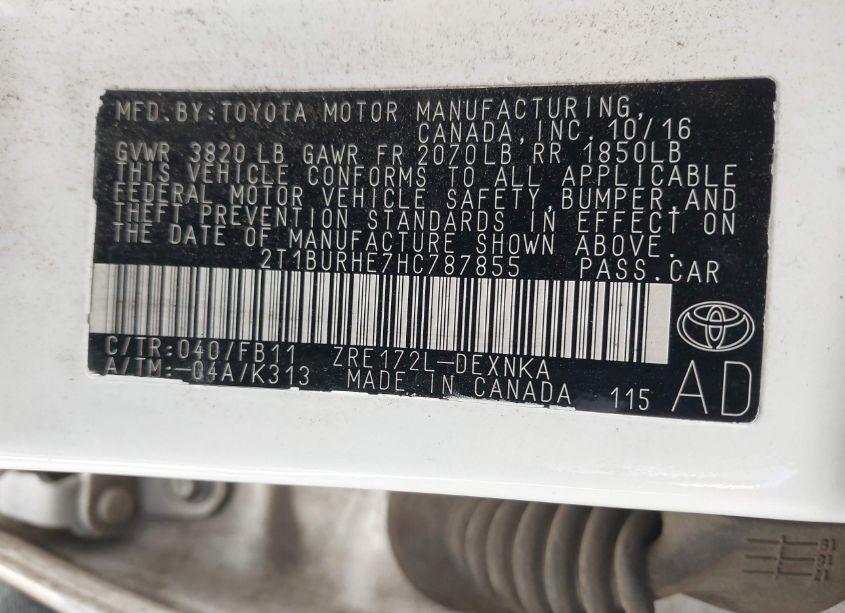 MFD.BY:TOYOTA MOTOR MANUFACTURING,
CANADA,INC. 10/16
GVWR 3820 LB GAWR FR 2070LB RR 1850LB
THIS VEHICLE CONFORMS TO ALL APPLICABLE
FEDERAL MOTOR VEHICLE SAFETY,BUMPER,AND
THEFT PREVENTION STANDARDS IN EFFECT ON
THE DATE OF MANUFACTURE SHOWN ABOVE.
2T1BURHE7HC787855 PASS.CAR
C/TR:040/FB11 ZRE172L-DEXNKA
A/TM:-04A/K313 MADE IN CANADA 115 AD